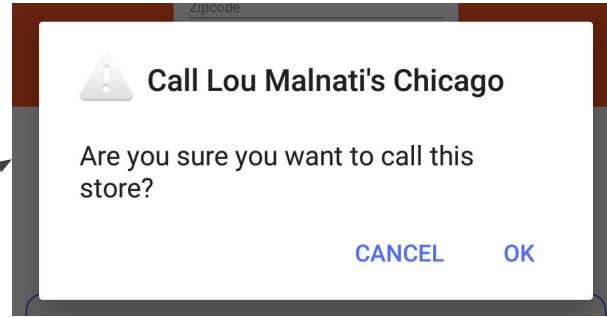 Zipcode
Call Lou Malnati's Chicago
Are you sure you want to call this
store?
CANCEL OK